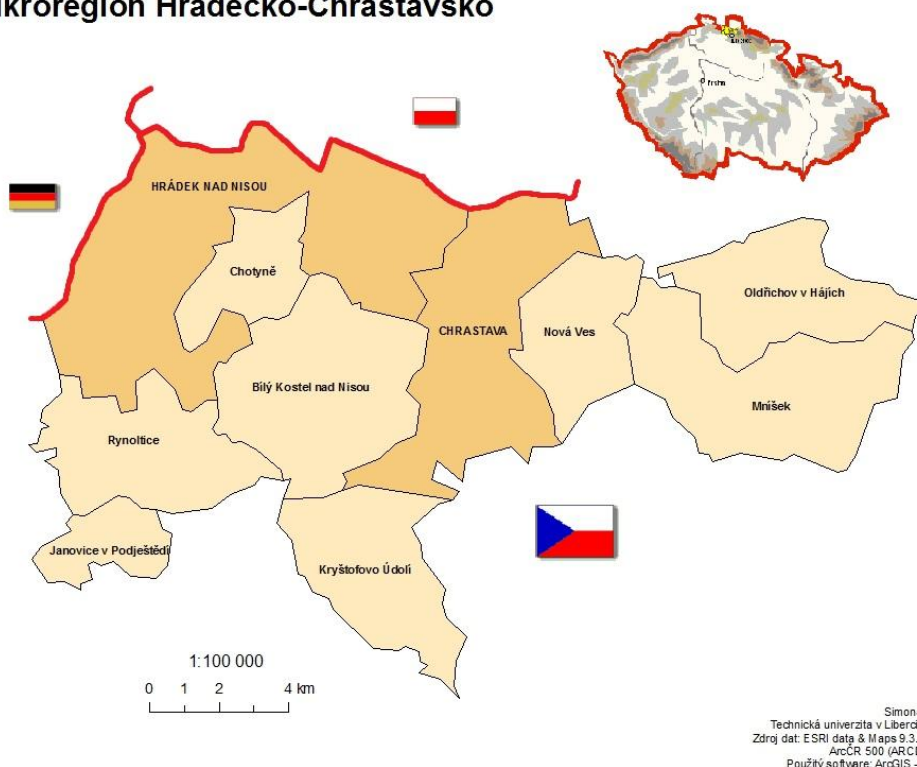 kroregion Hrádecko-Chrastavsko
HRÁDEK NAD NISOU
Chotyně
CHRASTAVA
Nová Ves
Oldřichov v Hájích
Bílý Kostel nad Nisou
Mníšek
Rynoltice
Janovice v Podještědí
Kryštofovo Údolí
1:100 000
0 1 2 4 km
Simon
Technická univerzita v Liberci
Zdroj dat: ESRI data & Maps 9.3.
ArcČR 500 (ARC
Použitý software: ArcGIS -